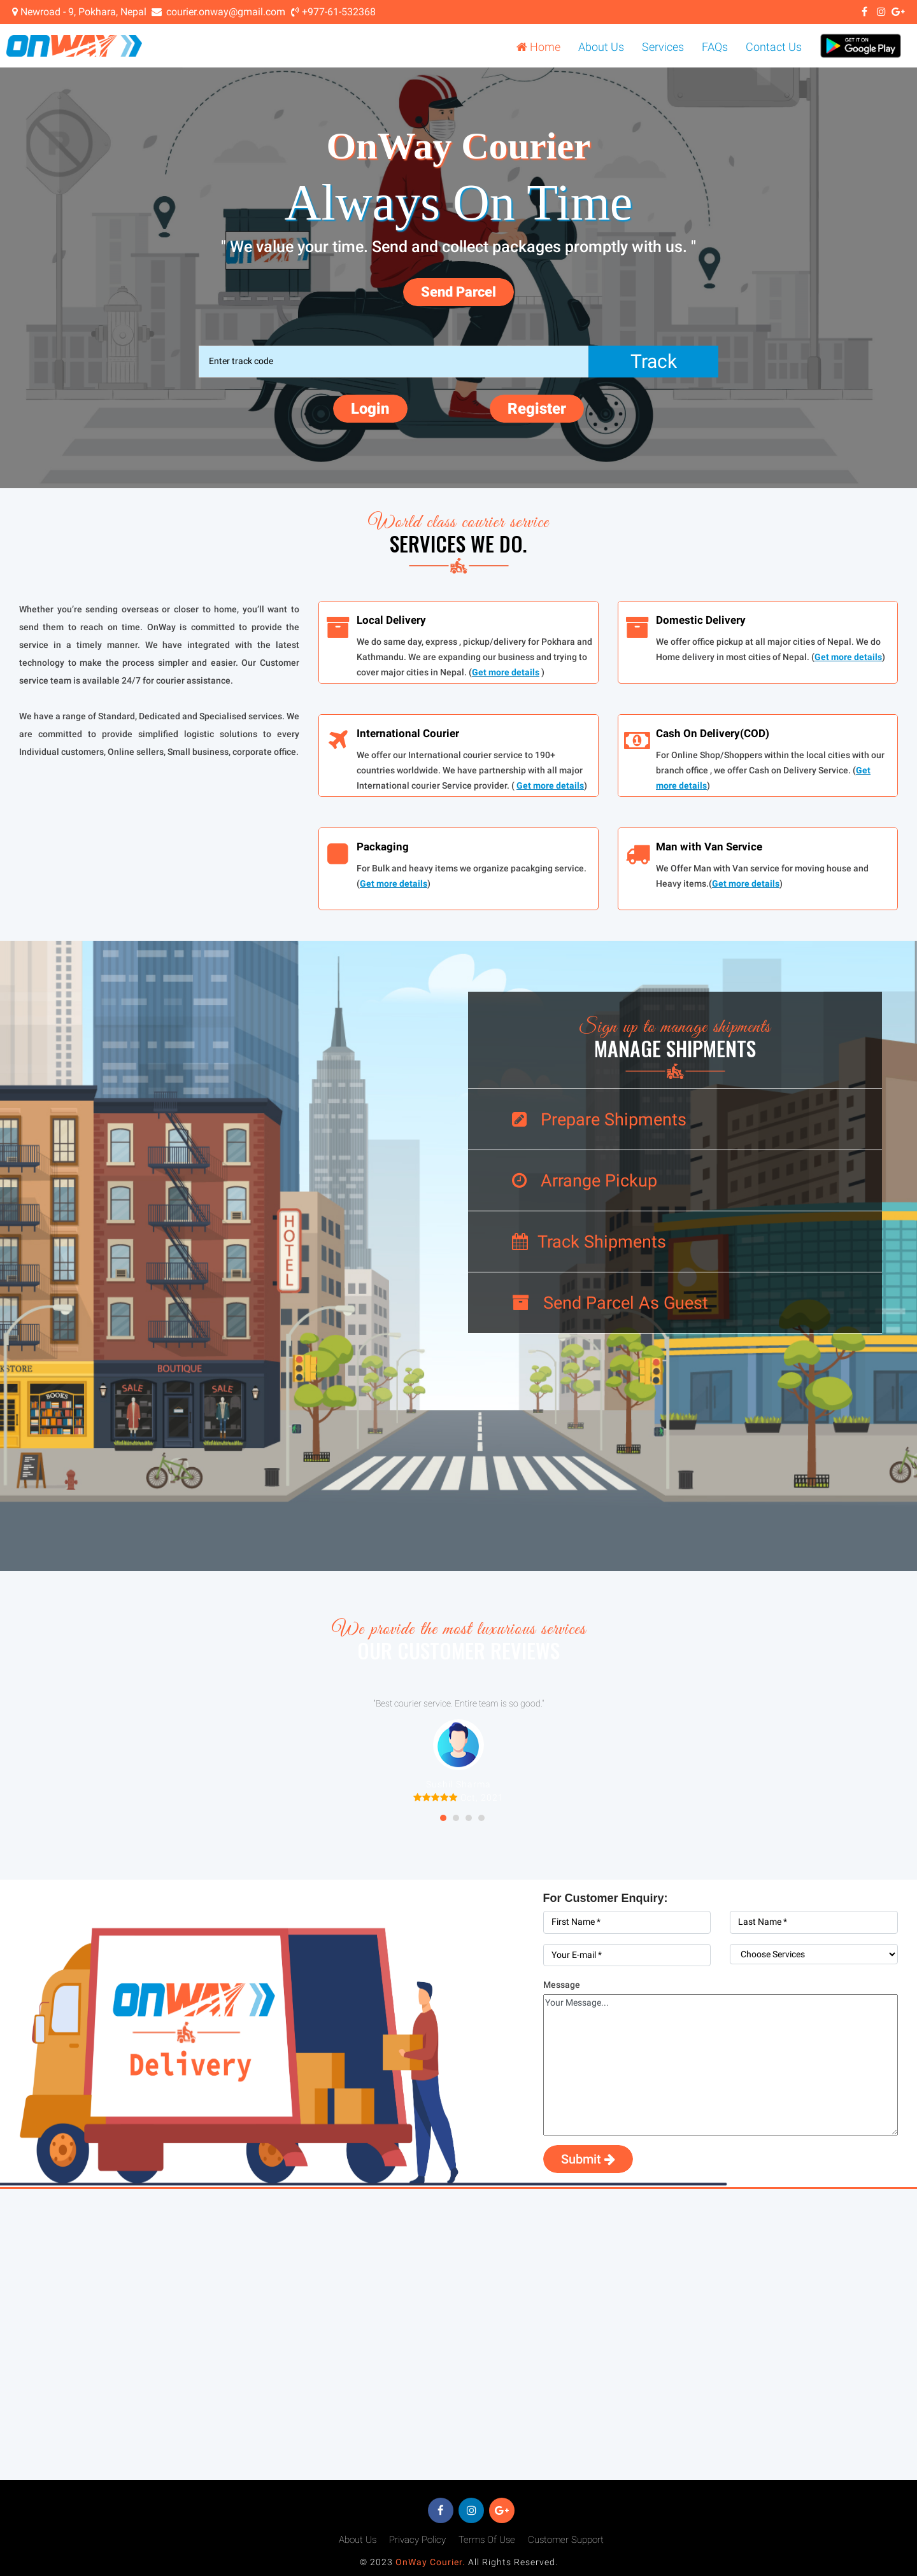 Newroad - 9, Pokhara, Nepal courier.onway@gmail.com +977-61-532368
onway
Home About Us Services FAQs Contact Us
GET IT ON
Google Play
OnWay Courier
Always On Time
" We value your time. Send and collect packages promptly with us. "
Send Parcel
Enter track code Track
Login Register
World class courier service
SERVICES WE DO.
Whether you're sending overseas or closer to home, you'll want to
send them to reach on time. OnWay is committed to provide the
service in a timely manner. We have integrated with the latest
technology to make the process simpler and easier. Our Customer
service team is available 24/7 for courier assistance.
We have a range of Standard, Dedicated and Specialised services. We
are committed to provide simplified logistic solutions to every
Individual customers, Online sellers, Small business, corporate office.
Local Delivery
We do same day, express , pickup/delivery for Pokhara and
Kathmandu. We are expanding our business and trying to
cover major cities in Nepal. (Get more details )
Domestic Delivery
We offer office pickup at all major cities of Nepal. We do
Home delivery in most cities of Nepal. (Get more details)
International Courier
We offer our International courier service to 190+
countries worldwide. We have partnership with all major
International courier Service provider. ( Get more details)
Cash On Delivery(COD)
For Online Shop/Shoppers within the local cities with our
branch office , we offer Cash on Delivery Service. (Get
more details)
Packaging
For Bulk and heavy items we organize pacakging service.
(Get more details)
Man with Van Service
We Offer Man with Van service for moving house and
Heavy items.(Get more details)
Sign up to manage shipments
MANAGE SHIPMENTS
Prepare Shipments
Arrange Pickup
Track Shipments
Send Parcel As Guest
HOTEL
KSTORE
BOUTIQUE
BOOKS
SALE
SALE
We provide the most luxurious services
OUR CUSTOMER REVIEWS
"Best courier service. Entire team is so good."
For Customer Enquiry:
First Name * Last Name *
Your E-mail * Choose Services
Message
Your Message...
Submit
onway
Delivery
About Us Privacy Policy Terms Of Use Customer Support
© 2023 OnWay Courier. All Rights Reserved.